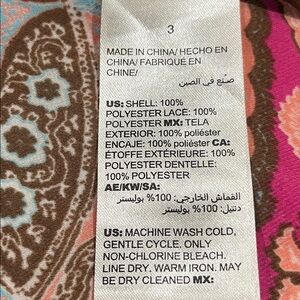 3
MADE IN CHINA/ HECHO EN
CHINA/ FABRIQUÉ EN
CHINE/
صنع في الصين
US: SHELL: 100%
POLYESTER LACE: 100%
POLYESTER MX: TELA
EXTERIOR: 100% poliéster
ENCAJE: 100% poliéster CA:
ÉTOFFE EXTÉRIEURE: 100%
POLYESTER DENTELLE:
100% POLYESTER
AE/KW/SA:
القماش الخارجي: 100% بوليستر
دنتيل: 100% بوليستر
US: MACHINE WASH COLD,
GENTLE CYCLE, ONLY
NON-CHLORINE BLEACH.
LINE DRY. WARM IRON. MAY
BE DRY CLEANED MX: